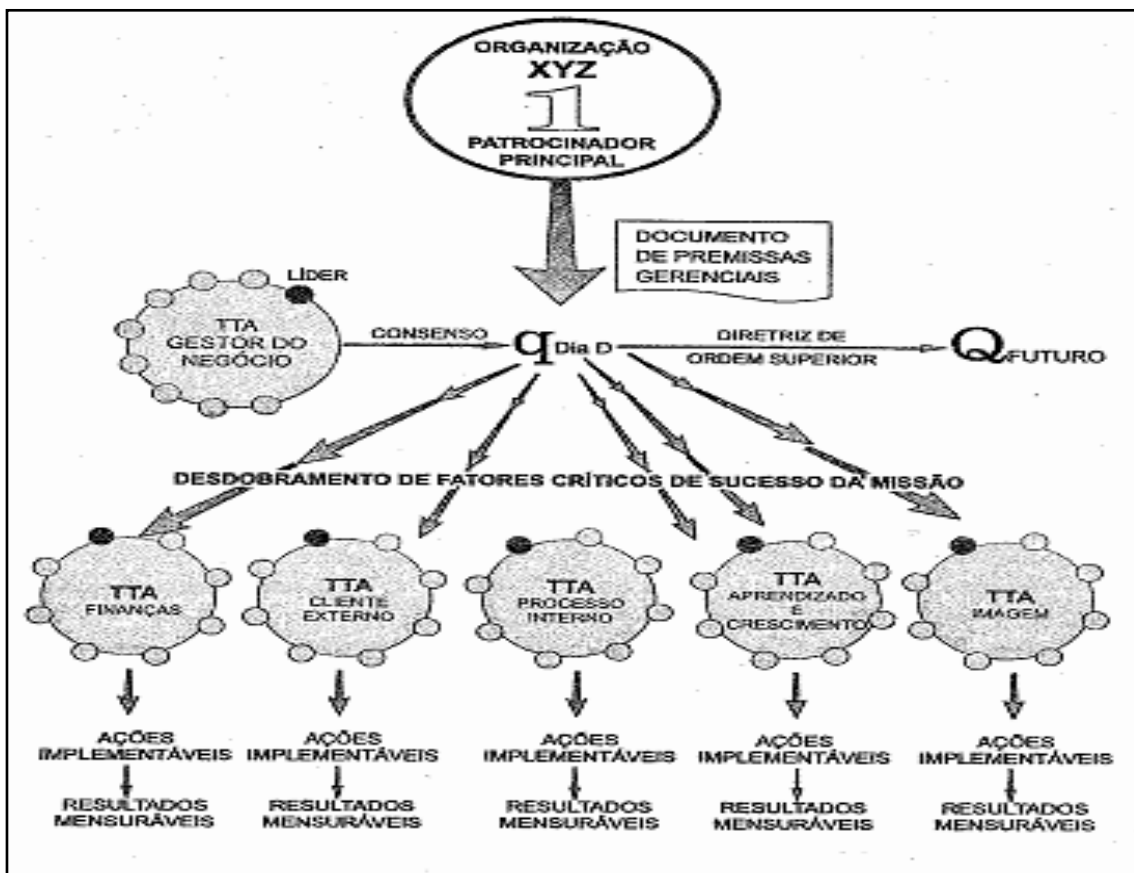 ORGANIZAÇÃO
XYZ
1
PATROCINADOR
PRINCIPAL
DOCUMENTO
DE PREMISSAS
GERENCIAIS
LÍDER
TTA
GESTOR DO
NEGÓCIO
CONSENSO
q Dia D
DIRETRIZ DE
ORDEM SUPERIOR
Q FUTURO
DESDOBRAMENTO DE FATORES CRÍTICOS DE SUCESSO DA MISSÃO
TTA
FINANÇAS
TTA
CLIENTE
EXTERNO
TTA
PROCESSO
INTERNO
TTA
APRENDIZADO
E
CRESCIMENTO
TTA
IMAGEM
AÇÕES
IMPLEMENTÁVEIS
AÇÕES
IMPLEMENTÁVEIS
AÇÕES
IMPLEMENTÁVEIS
AÇÕES
IMPLEMENTÁVEIS
AÇÕES
IMPLEMENTÁVEIS
RESULTADOS
MENSURÁVEIS
RESULTADOS
MENSURÁVEIS
RESULTADOS
MENSURÁVEIS
RESULTADOS
MENSURÁVEIS
RESULTADOS
MENSURÁVEIS